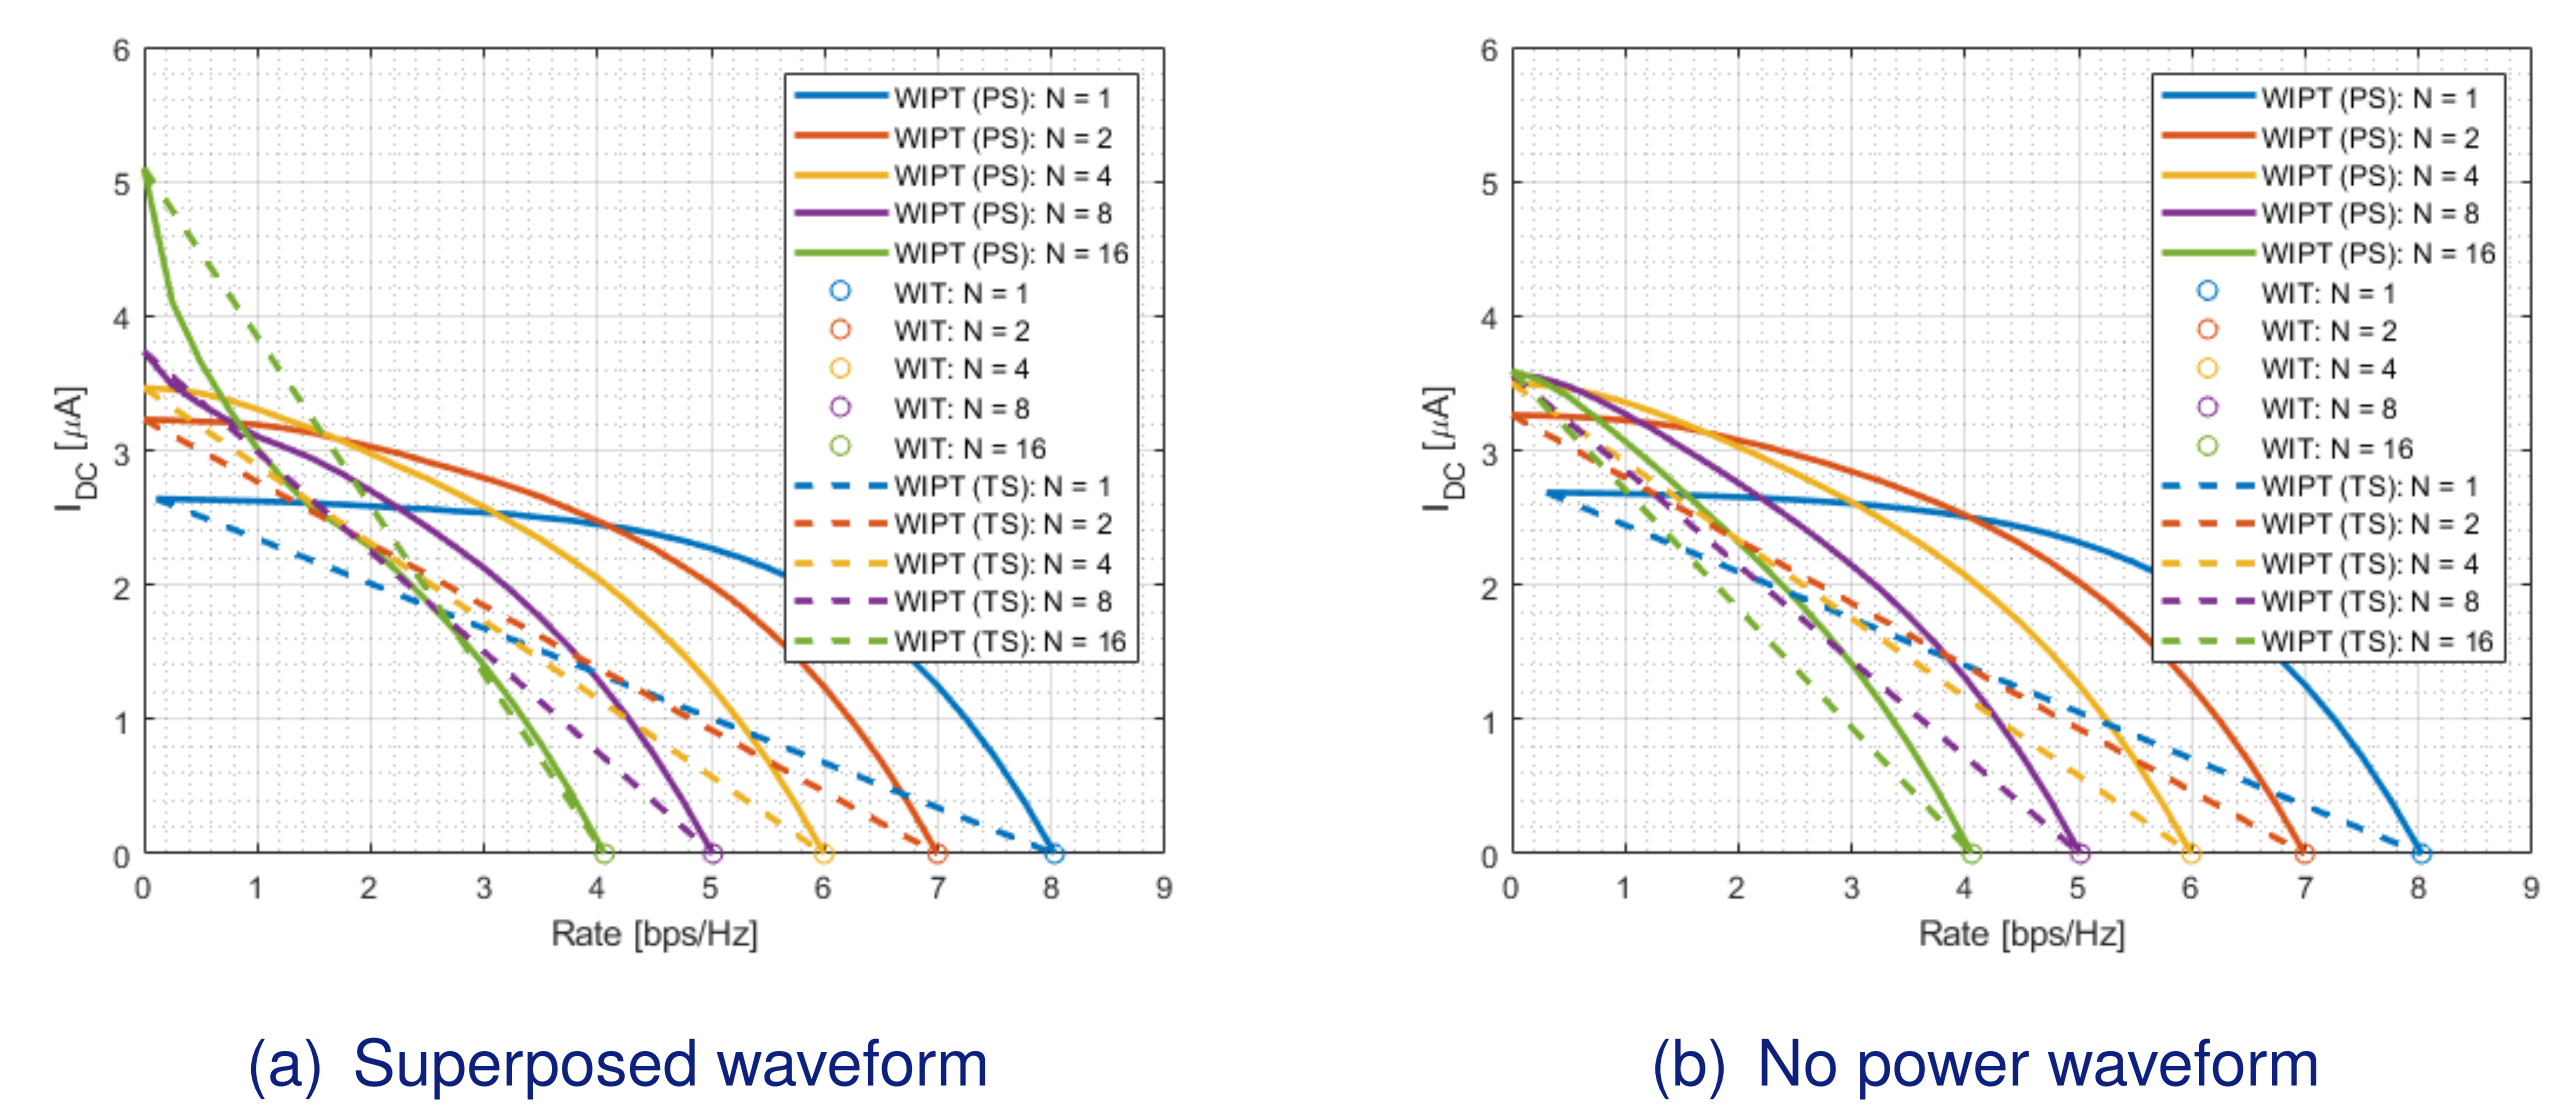 6
5
4
3
2
1
0
0 1 2 3 4 5 6 7 8 9
I_DC [μA]
Rate [bps/Hz]
WIPT (PS): N = 1
WIPT (PS): N = 2
WIPT (PS): N = 4
WIPT (PS): N = 8
WIPT (PS): N = 16
WIT: N = 1
WIT: N = 2
WIT: N = 4
WIT: N = 8
WIT: N = 16
WIPT (TS): N = 1
WIPT (TS): N = 2
WIPT (TS): N = 4
WIPT (TS): N = 8
WIPT (TS): N = 16
(a) Superposed waveform
6
5
4
3
2
1
0
0 1 2 3 4 5 6 7 8 9
I_DC [μA]
Rate [bps/Hz]
WIPT (PS): N = 1
WIPT (PS): N = 2
WIPT (PS): N = 4
WIPT (PS): N = 8
WIPT (PS): N = 16
WIT: N = 1
WIT: N = 2
WIT: N = 4
WIT: N = 8
WIT: N = 16
WIPT (TS): N = 1
WIPT (TS): N = 2
WIPT (TS): N = 4
WIPT (TS): N = 8
WIPT (TS): N = 16
(b) No power waveform